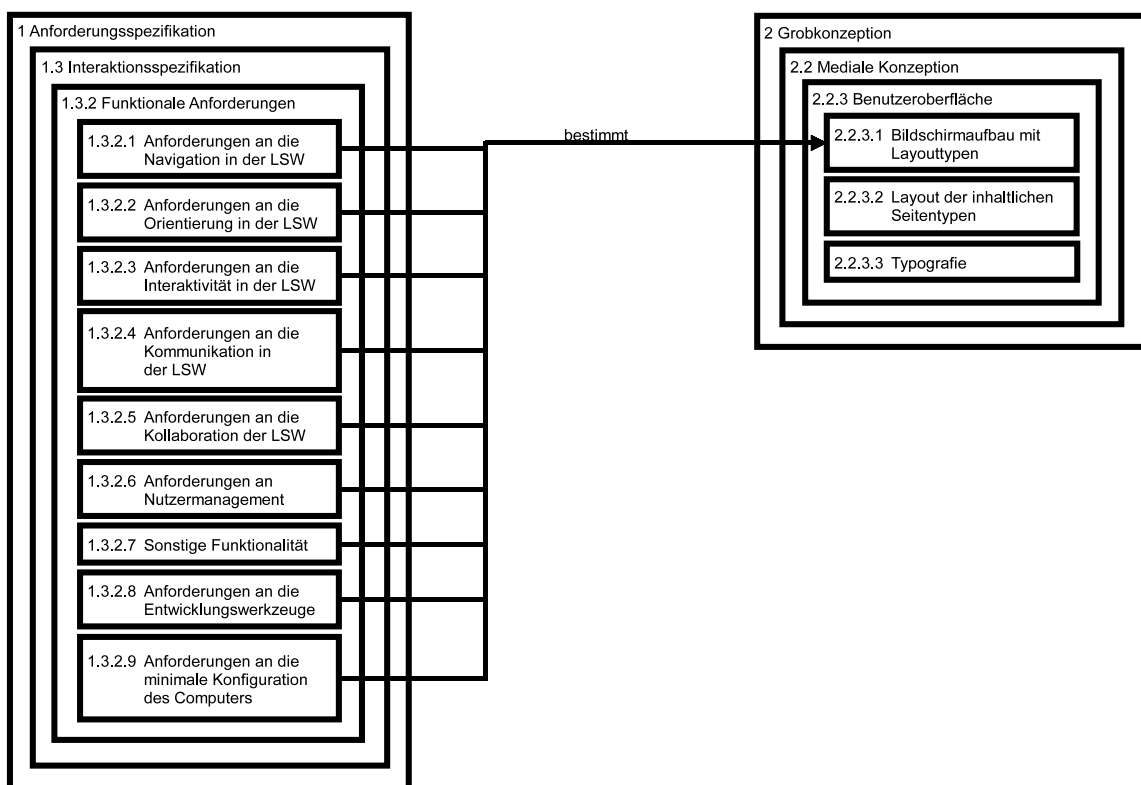 1 Anforderungsspezifikation
1.3 Interaktionsspezifikation
1.3.2 Funktionale Anforderungen
1.3.2.1 Anforderungen an die
Navigation in der LSW
1.3.2.2 Anforderungen an die
Orientierung in der LSW
1.3.2.3 Anforderungen an die
Interaktivität in der LSW
1.3.2.4 Anforderungen an die
Kommunikation in
der LSW
1.3.2.5 Anforderungen an die
Kollaboration der LSW
1.3.2.6 Anforderungen an
Nutzermanagement
1.3.2.7 Sonstige Funktionalität
1.3.2.8 Anforderungen an die
Entwicklungswerkzeuge
1.3.2.9 Anforderungen an die
minimale Konfiguration
des Computers
bestimmt
2 Grobkonzeption
2.2 Mediale Konzeption
2.2.3 Benutzeroberfläche
2.2.3.1 Bildschirmaufbau mit
Layouttypen
2.2.3.2 Layout der inhaltlichen
Seitentypen
2.2.3.3 Typografie